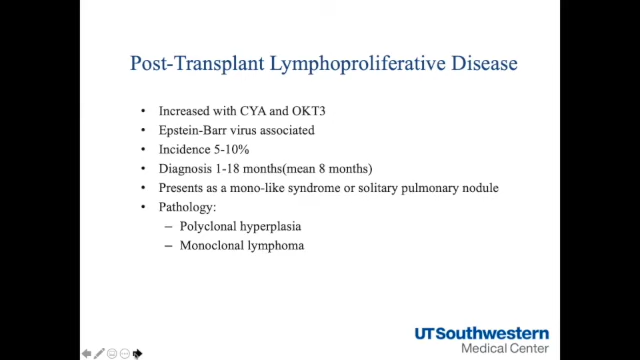 Post-Transplant Lymphoproliferative Disease
• Increased with CYA and OKT3
• Epstein-Barr virus associated
• Incidence 5-10%
• Diagnosis 1-18 months(mean 8 months)
• Presents as a mono-like syndrome or solitary pulmonary nodule
• Pathology:
– Polyclonal hyperplasia
– Monoclonal lymphoma
UTSouthwestern
Medical Center